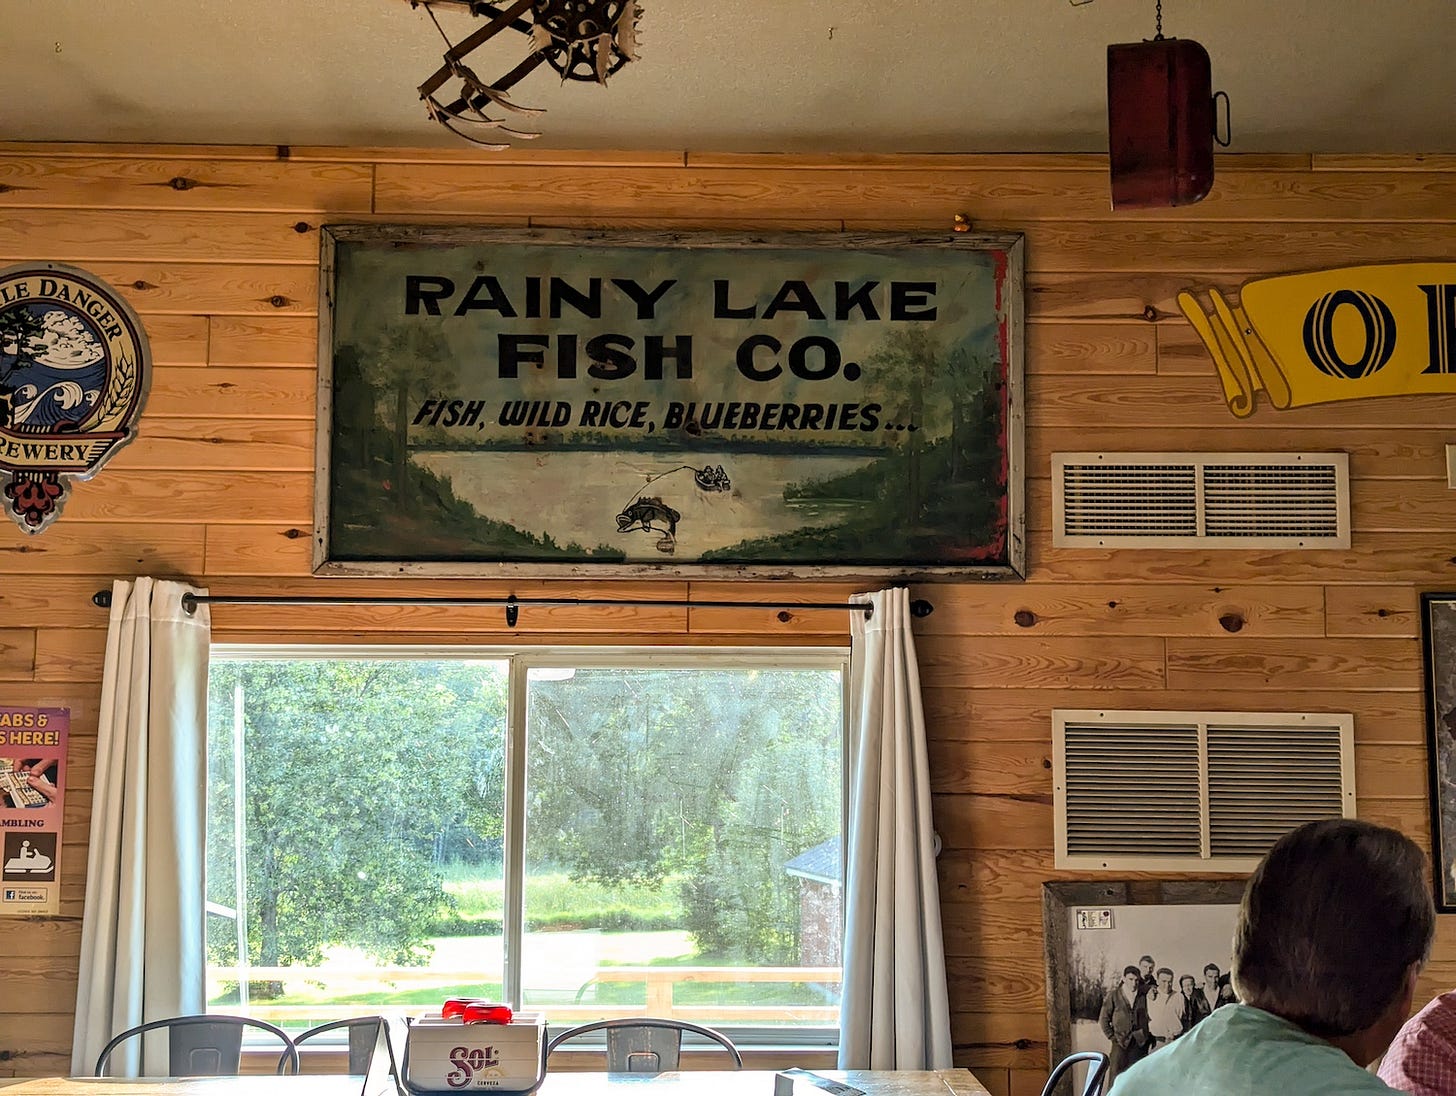 LE DANGER
REWERY
RAINY LAKE
FISH CO.
FISH, WILD RICE, BLUEBERRIES...
O
ABS &
S HERE!
MBLING
Find us on
facebook
SOL
CERVEZA